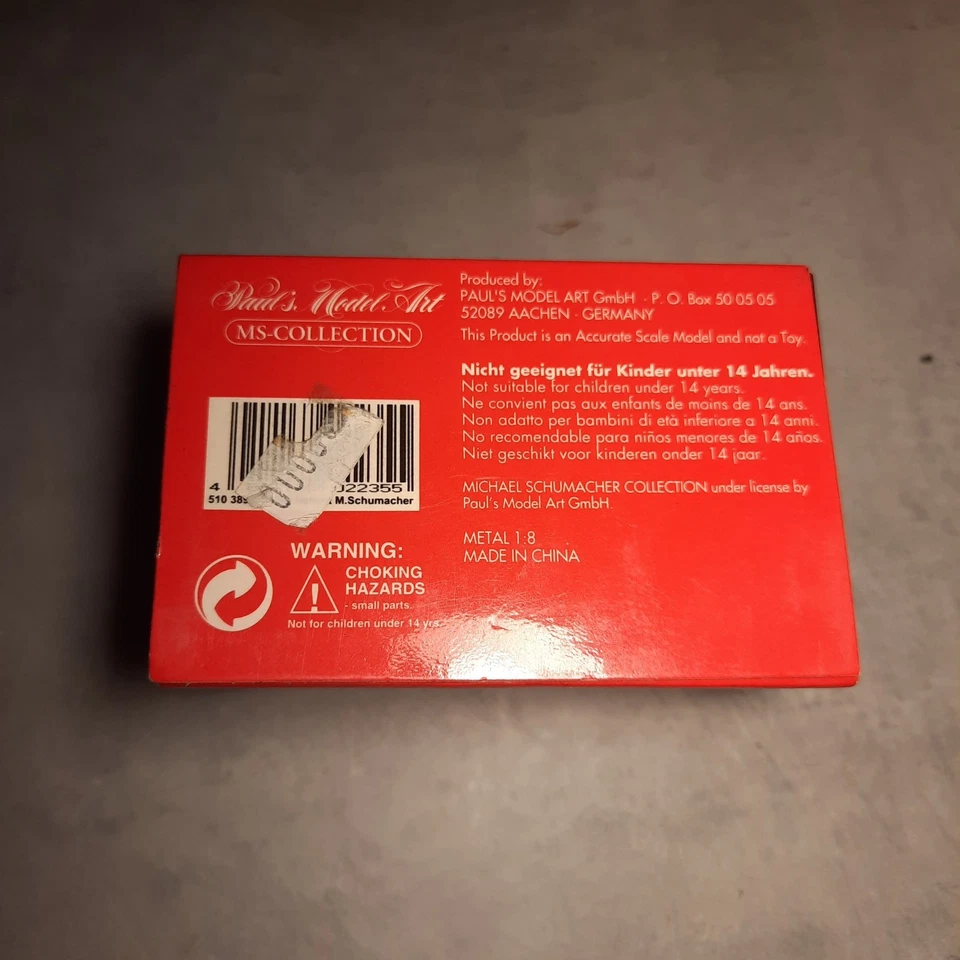 Paul's Model Art
MS-COLLECTION
4 022355
510 389 M.Schumacher
0000
WARNING:
CHOKING
HAZARDS
- small parts.
Not for children under 14 yrs.
Produced by:
PAUL'S MODEL ART GmbH · P. O. Box 50 05 05
52089 AACHEN · GERMANY
This Product is an Accurate Scale Model and not a Toy.
Nicht geeignet für Kinder unter 14 Jahren.
Not suitable for children under 14 years.
Ne convient pas aux enfants de moins de 14 ans.
Non adatto per bambini di età inferiore a 14 anni.
No recomendable para niños menores de 14 años.
Niet geschikt voor kinderen onder 14 jaar.
MICHAEL SCHUMACHER COLLECTION under license by
Paul's Model Art GmbH.
METAL 1:8
MADE IN CHINA